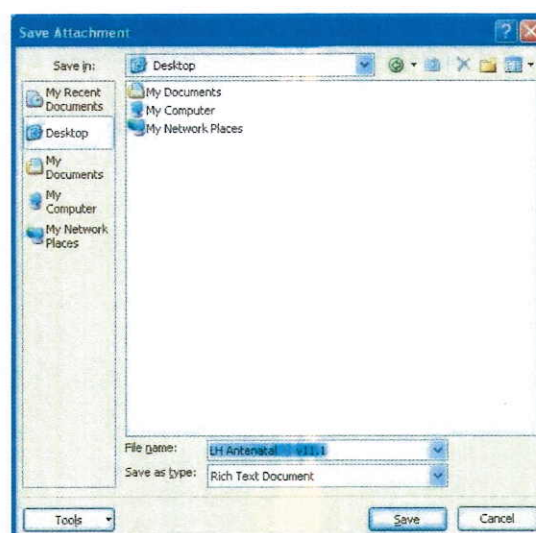 Save Attachment
Save in:
Desktop
My Recent
Documents
Desktop
My
Documents
My
Computer
My Network
Places
My Documents
My Computer
My Network Places
File name:
LH Antenatal v11.1
Save as type:
Rich Text Document
Tools
Save
Cancel